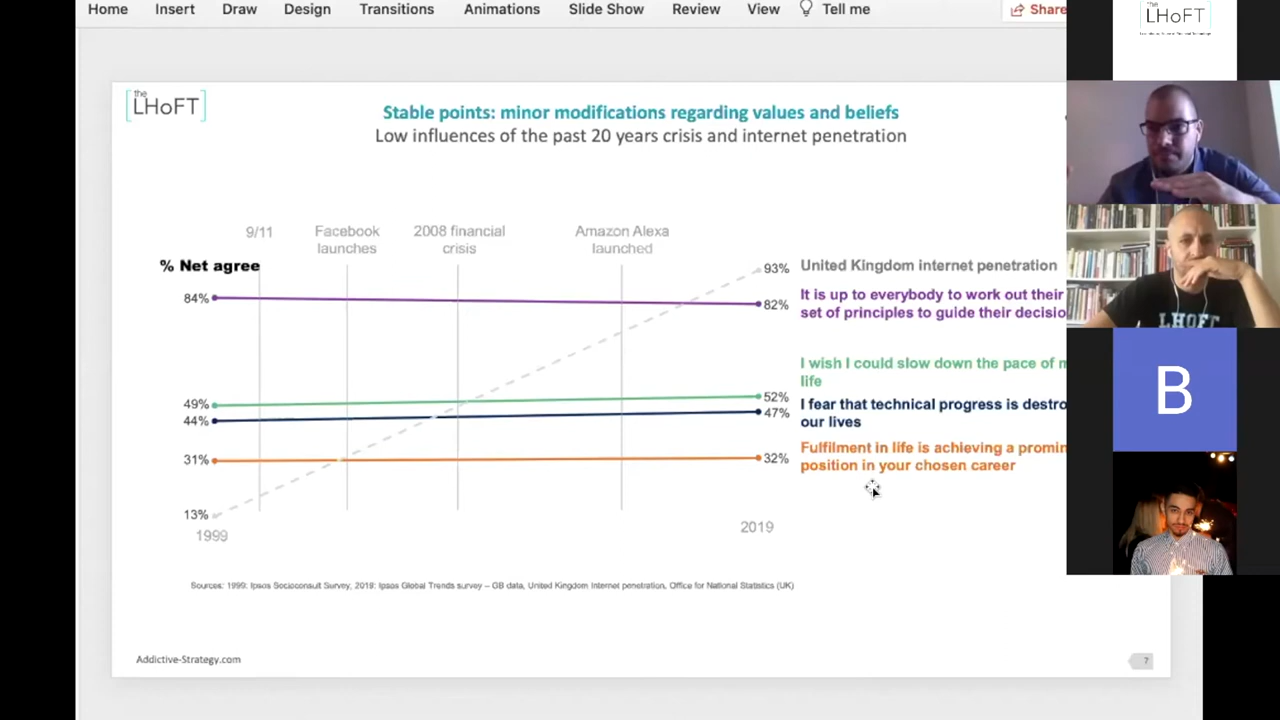 Home Insert Draw Design Transitions Animations Slide Show Review View Tell me Share
the
LHoFT
the
LHoFT
Stable points: minor modifications regarding values and beliefs
Low influences of the past 20 years crisis and internet penetration
9/11
Facebook
launches
2008 financial
crisis
Amazon Alexa
launched
% Net agree
93%
United Kingdom internet penetration
84%
82%
It is up to everybody to work out their
set of principles to guide their decisio
I wish I could slow down the pace of m
life
49%
52%
44%
47%
I fear that technical progress is destro
our lives
31%
32%
Fulfilment in life is achieving a promin
position in your chosen career
13%
1999
2019
Sources: 1999: Ipsos Socioconsult Survey, 2019: Ipsos Global Trends survey – GB data, United Kingdom Internet penetration, Office for National Statistics (UK)
Addictive-Strategy.com
7
LHOFT
B